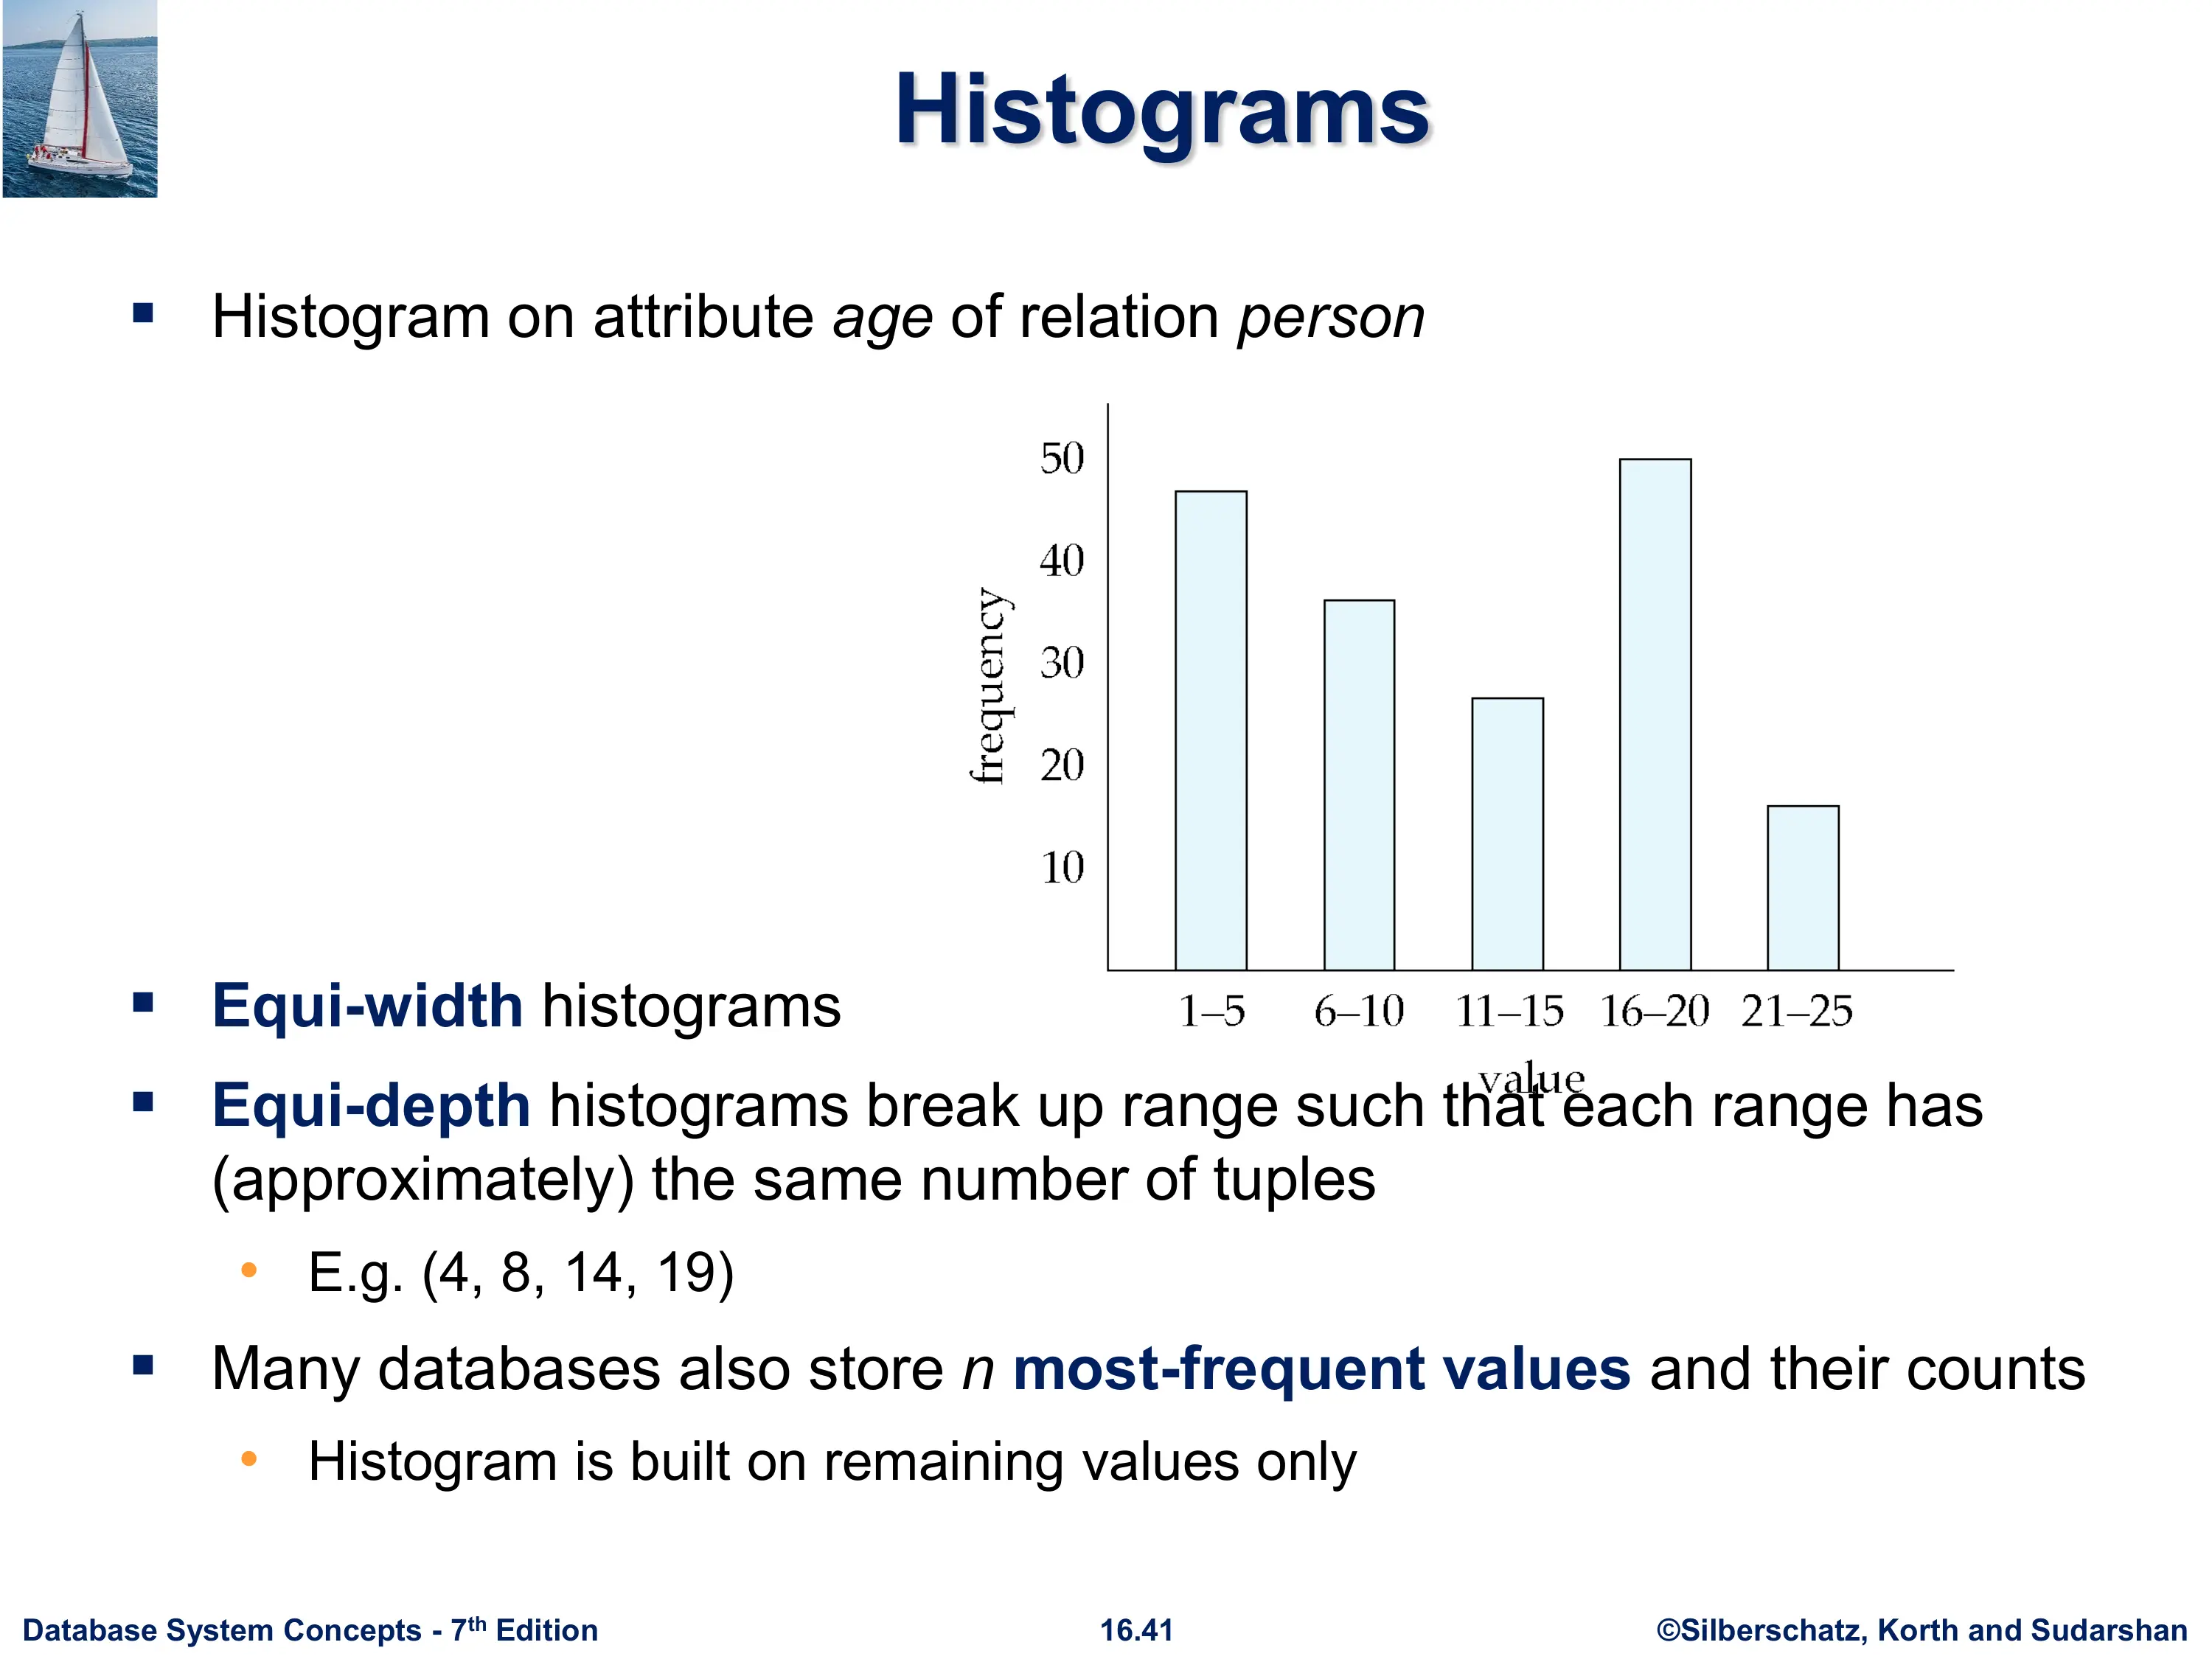 Histograms
▪ Histogram on attribute age of relation person
50
40
30
20
10
frequency
1–5 6–10 11–15 16–20 21–25
value
▪ Equi-width histograms
▪ Equi-depth histograms break up range such that each range has
(approximately) the same number of tuples
• E.g. (4, 8, 14, 19)
▪ Many databases also store n most-frequent values and their counts
• Histogram is built on remaining values only
Database System Concepts - 7th Edition 16.41 ©Silberschatz, Korth and Sudarshan